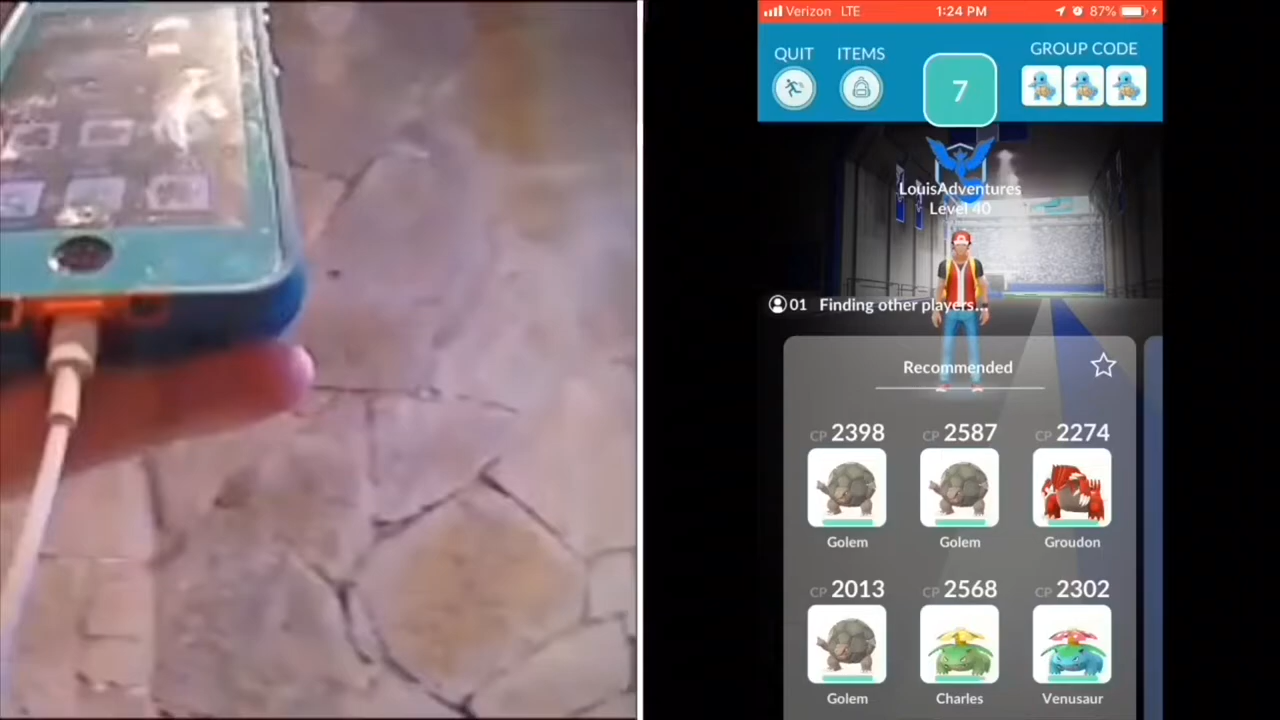 Verizon LTE 1:24 PM 87%
QUIT ITEMS 7 GROUP CODE
LouisAdventures
Level 40
01 Finding other players...
Recommended
CP 2398 CP 2587 CP 2274
Golem Golem Groudon
CP 2013 CP 2568 CP 2302
Golem Charles Venusaur